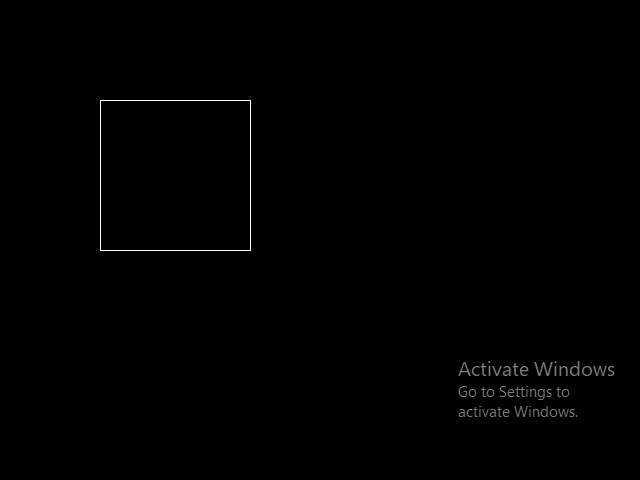 Activate Windows
Go to Settings to
activate Windows.